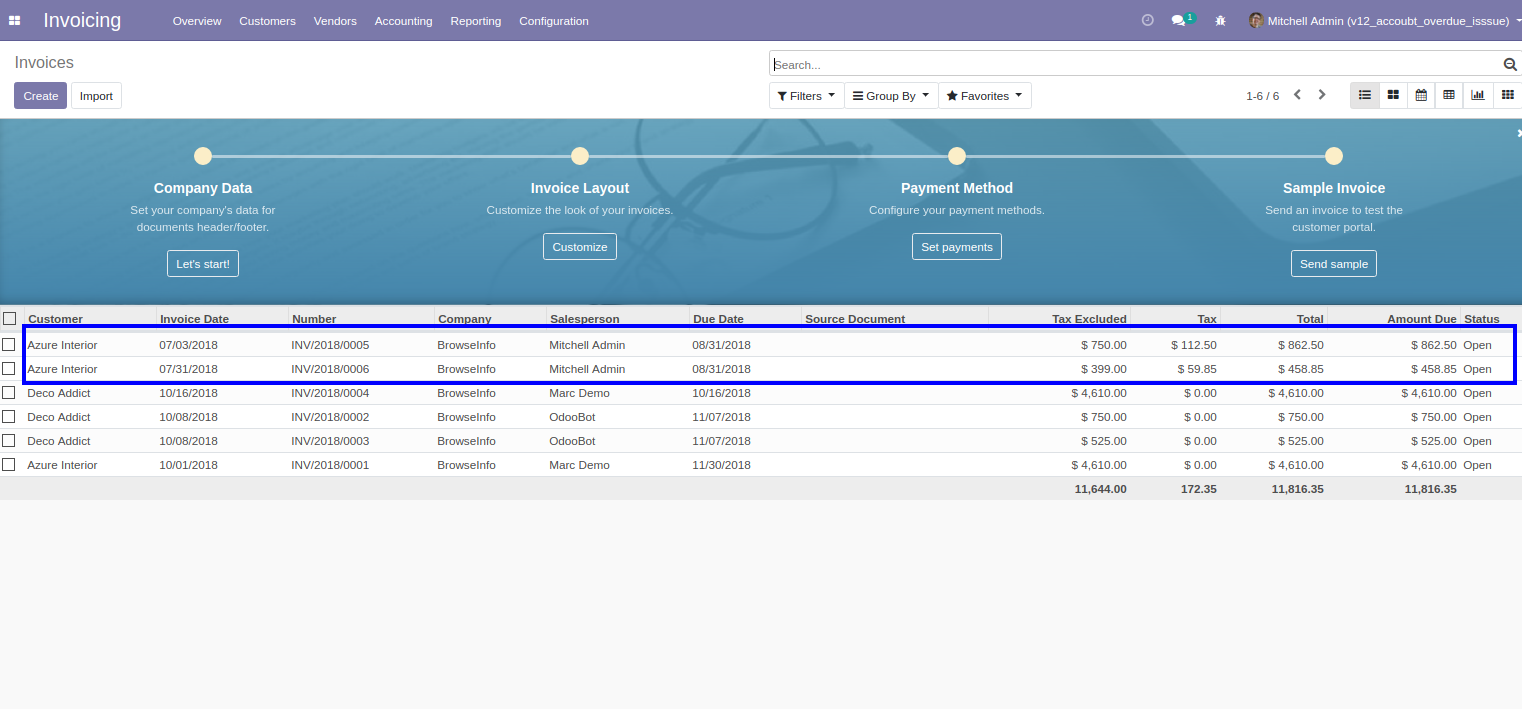 Invoicing Overview Customers Vendors Accounting Reporting Configuration 1 Mitchell Admin (v12_accoubt_overdue_isssue)
Invoices Search...
Create Import Filters Group By Favorites 1-6 / 6
Company Data Invoice Layout Payment Method Sample Invoice
Set your company's data for Customize the look of your invoices. Configure your payment methods. Send an invoice to test the
documents header/footer. customer portal.
Customize Set payments
Let's start! Send sample
Customer Invoice Date Number Company Salesperson Due Date Source Document Tax Excluded Tax Total Amount Due Status
Azure Interior 07/03/2018 INV/2018/0005 BrowseInfo Mitchell Admin 08/31/2018 $ 750.00 $ 112.50 $ 862.50 $ 862.50 Open
Azure Interior 07/31/2018 INV/2018/0006 BrowseInfo Mitchell Admin 08/31/2018 $ 399.00 $ 59.85 $ 458.85 $ 458.85 Open
Deco Addict 10/16/2018 INV/2018/0004 BrowseInfo Marc Demo 10/16/2018 $ 4,610.00 $ 0.00 $ 4,610.00 $ 4,610.00 Open
Deco Addict 10/08/2018 INV/2018/0002 BrowseInfo OdooBot 11/07/2018 $ 750.00 $ 0.00 $ 750.00 $ 750.00 Open
Deco Addict 10/08/2018 INV/2018/0003 BrowseInfo OdooBot 11/07/2018 $ 525.00 $ 0.00 $ 525.00 $ 525.00 Open
Azure Interior 10/01/2018 INV/2018/0001 BrowseInfo Marc Demo 11/30/2018 $ 4,610.00 $ 0.00 $ 4,610.00 $ 4,610.00 Open
11,644.00 172.35 11,816.35 11,816.35